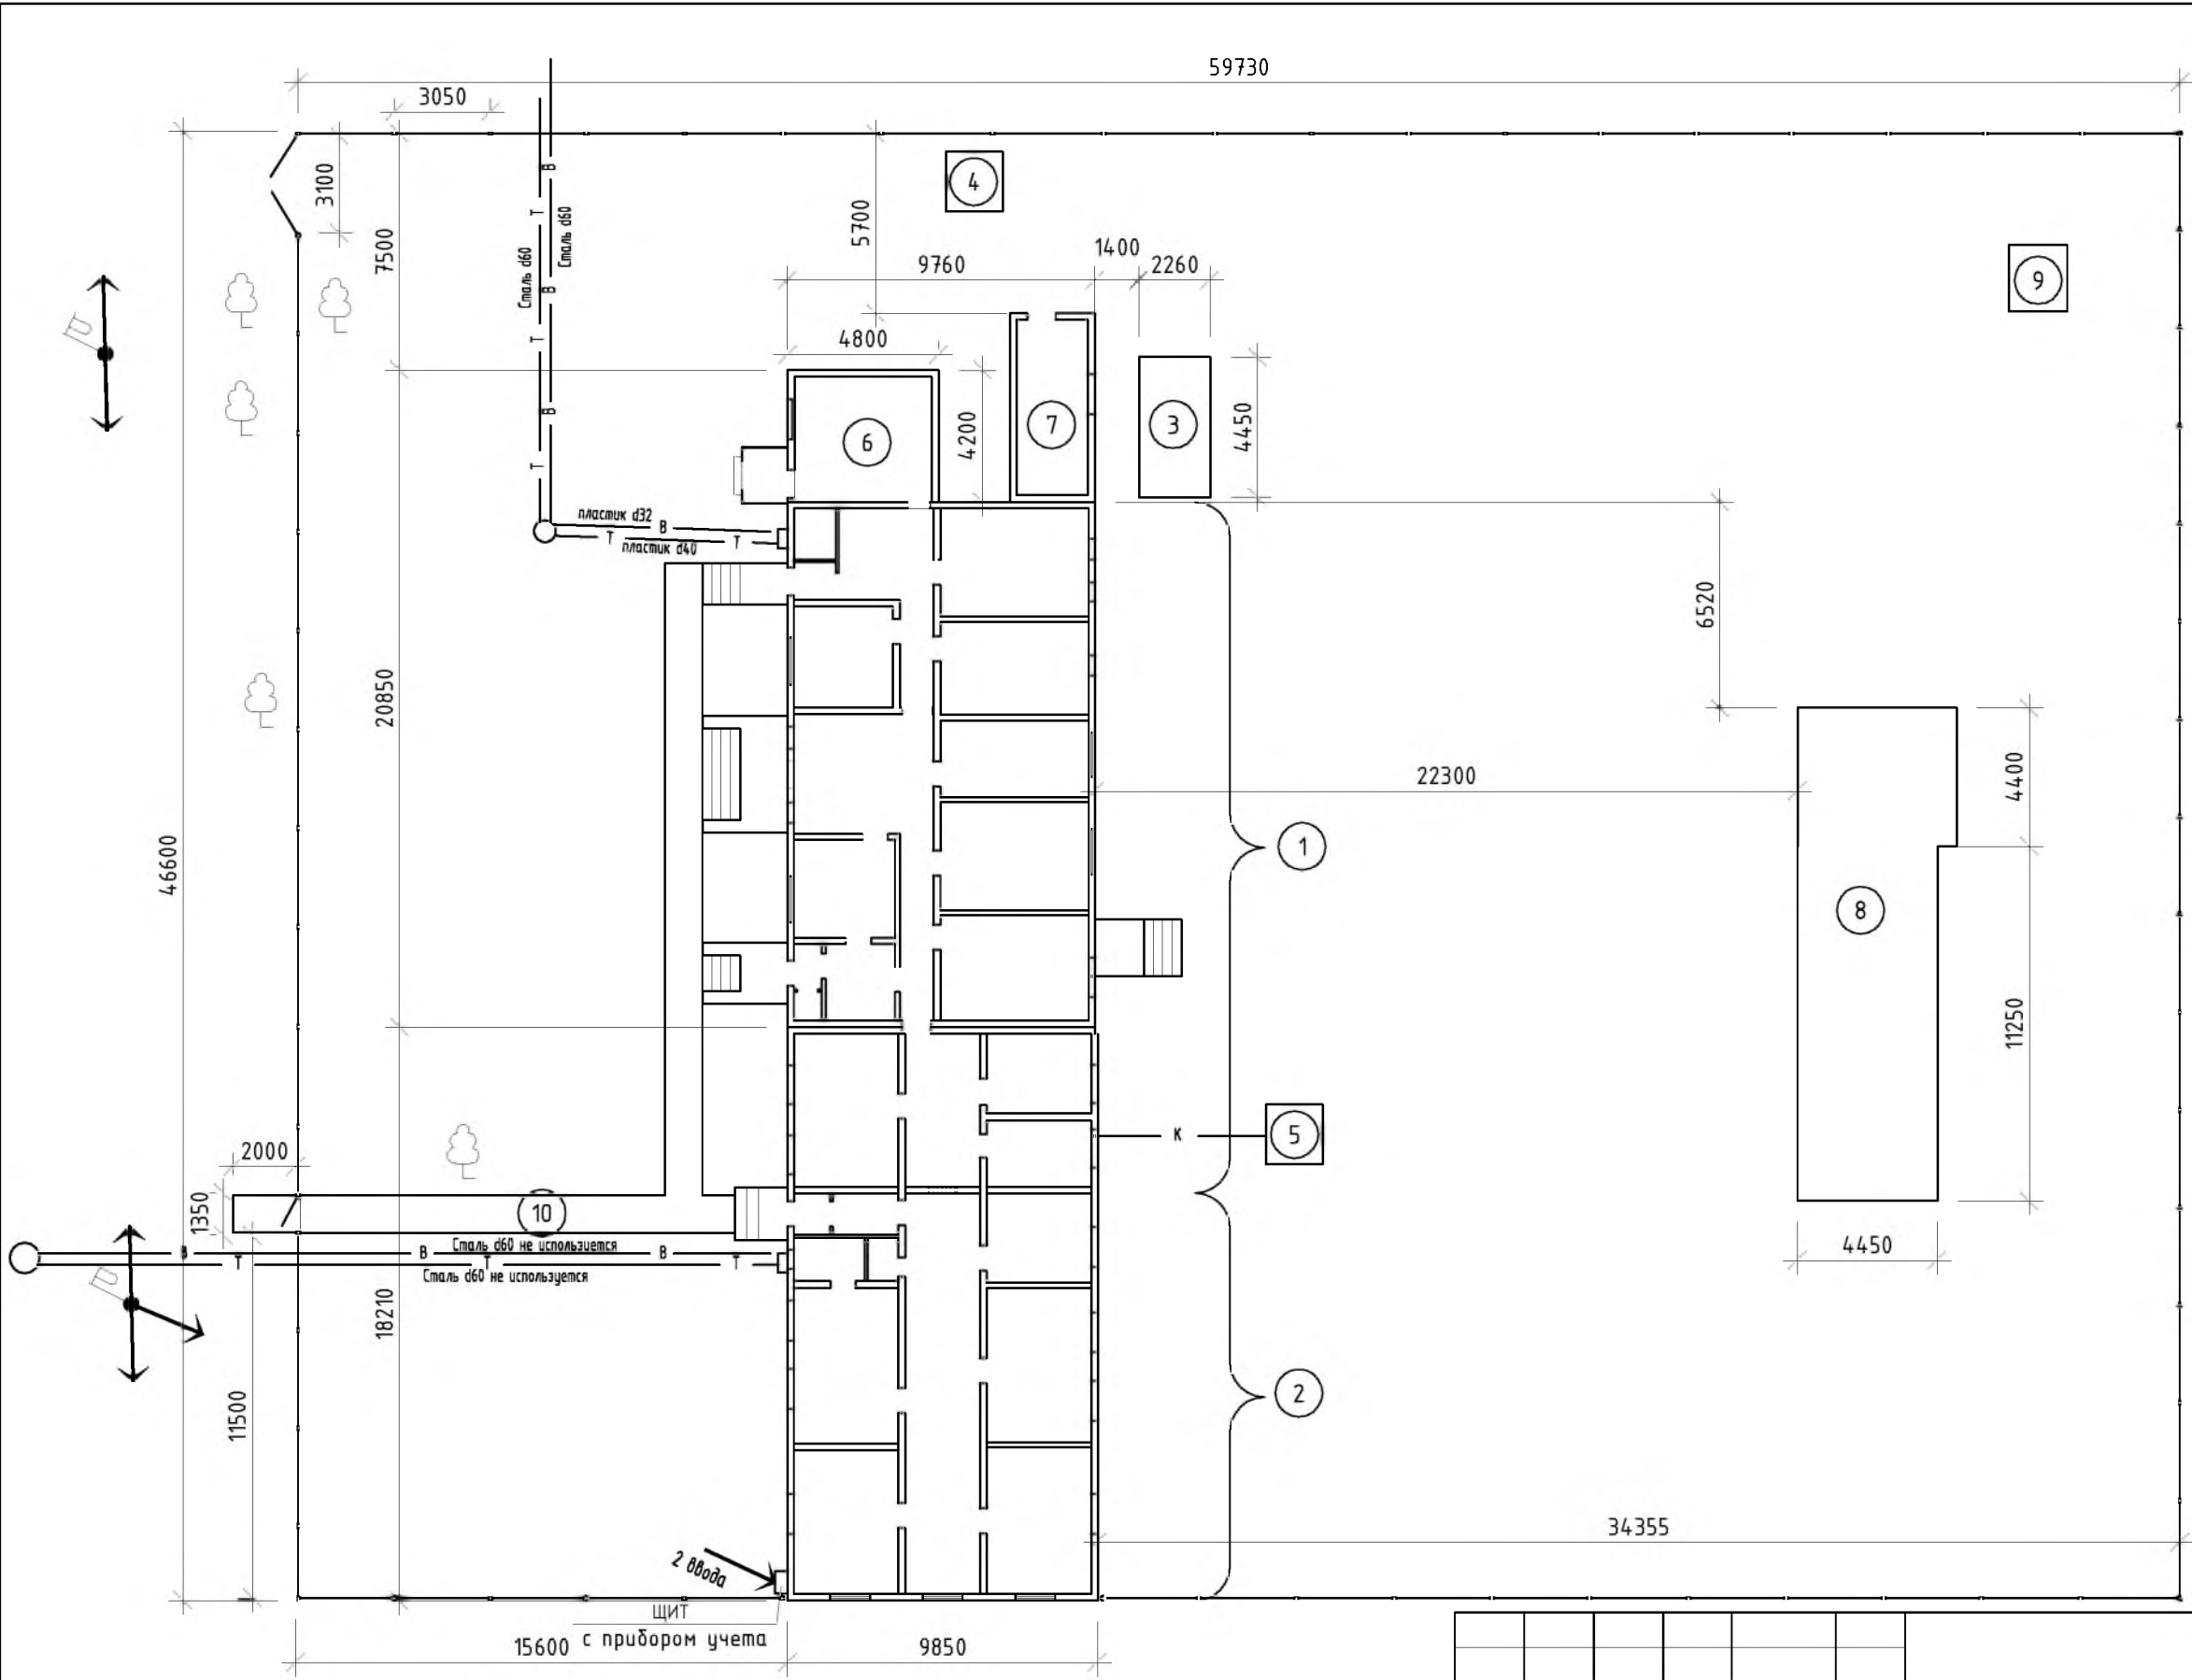 59730
3050
3100
7500
5700
4
9
1400
9760
2260
4800
6
4200
7
3
4450
В
Т
Сталь d60
Сталь d60
В
Т
В
Т
пластик d32
В
Т
пластик d40
Т
6520
20850
22300
4400
46600
1
8
11250
2000
К
5
1350
10
4450
В
Т
В
Сталь d60 не используется
Т
В
Т
Сталь d60 не используется
18210
11500
2
34355
2 ввода
ЩИТ
с прибором учета
15600
9850